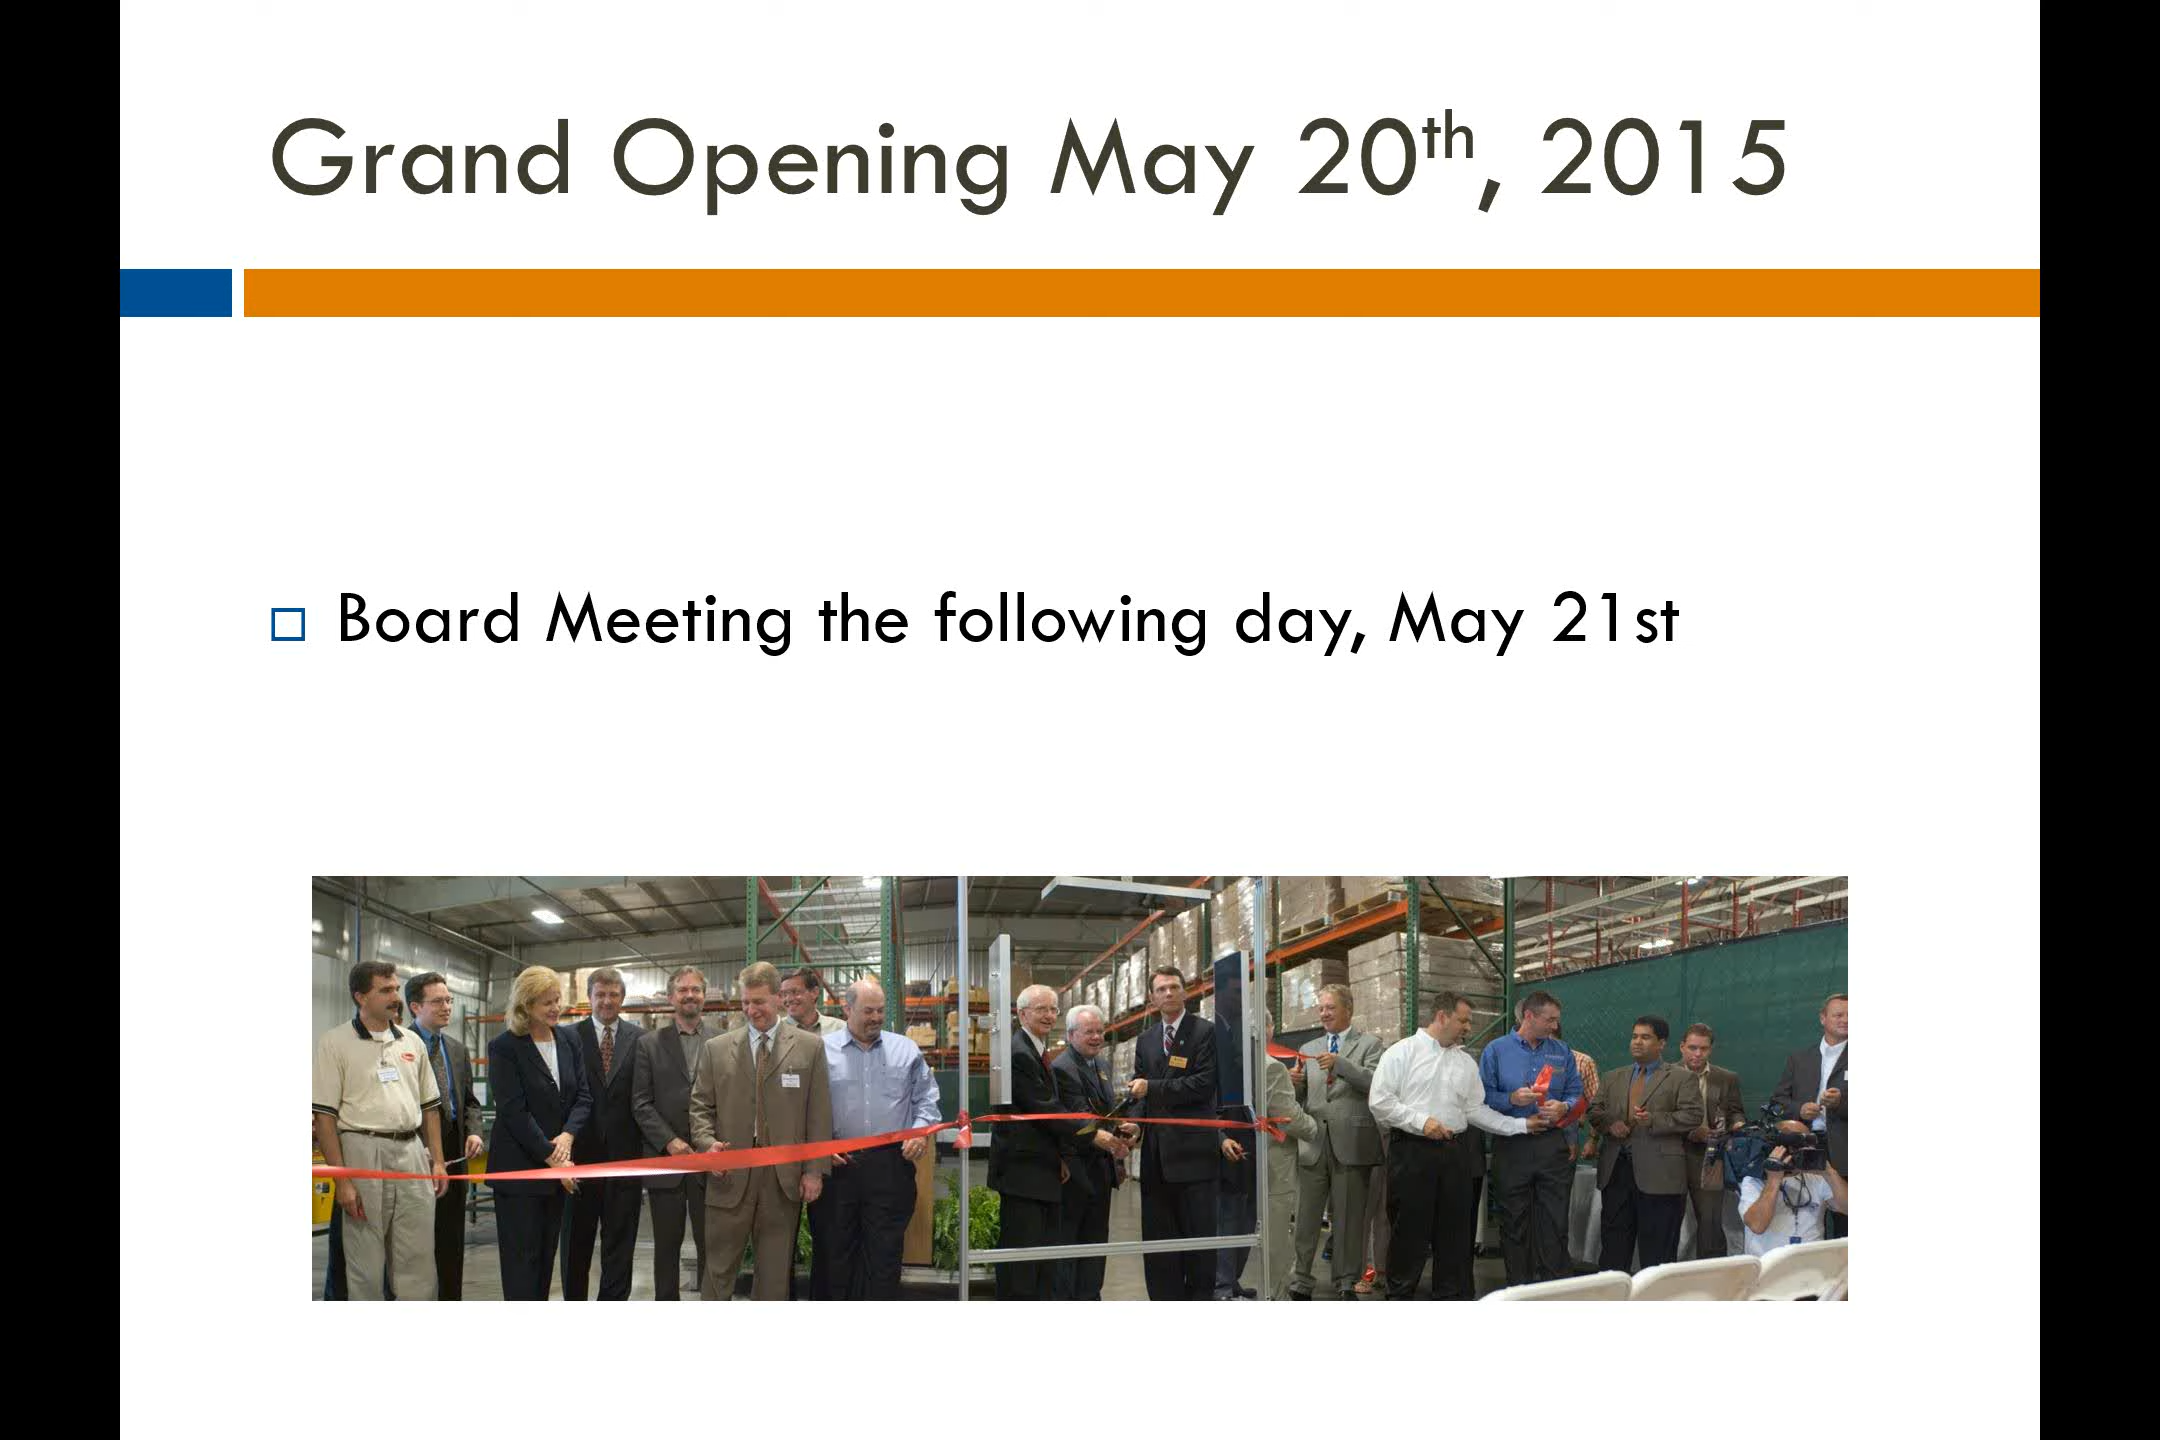 Grand Opening May 20th, 2015
Board Meeting the following day, May 21st